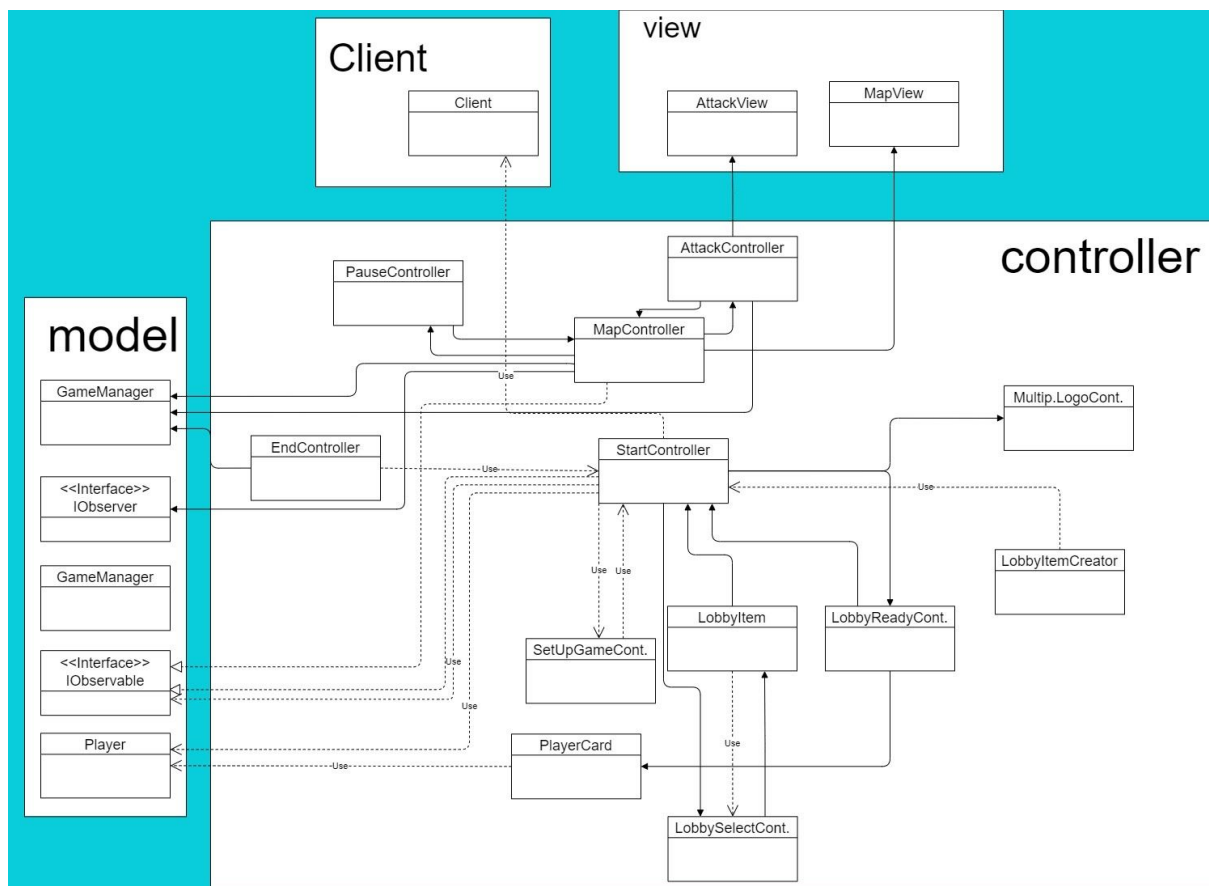 view
Client
Client
AttackView
MapView
controller
AttackController
PauseController
MapController
model
GameManager
Use
Multip.LogoCont.
StartController
EndController
Use
Use
<<Interface>>
IObserver
LobbyItemCreator
GameManager
Use
Use
LobbyItem
LobbyReadyCont.
SetUpGameCont.
<<Interface>>
IObservable
Use
Use
Player
PlayerCard
Use
Use
LobbySelectCont.